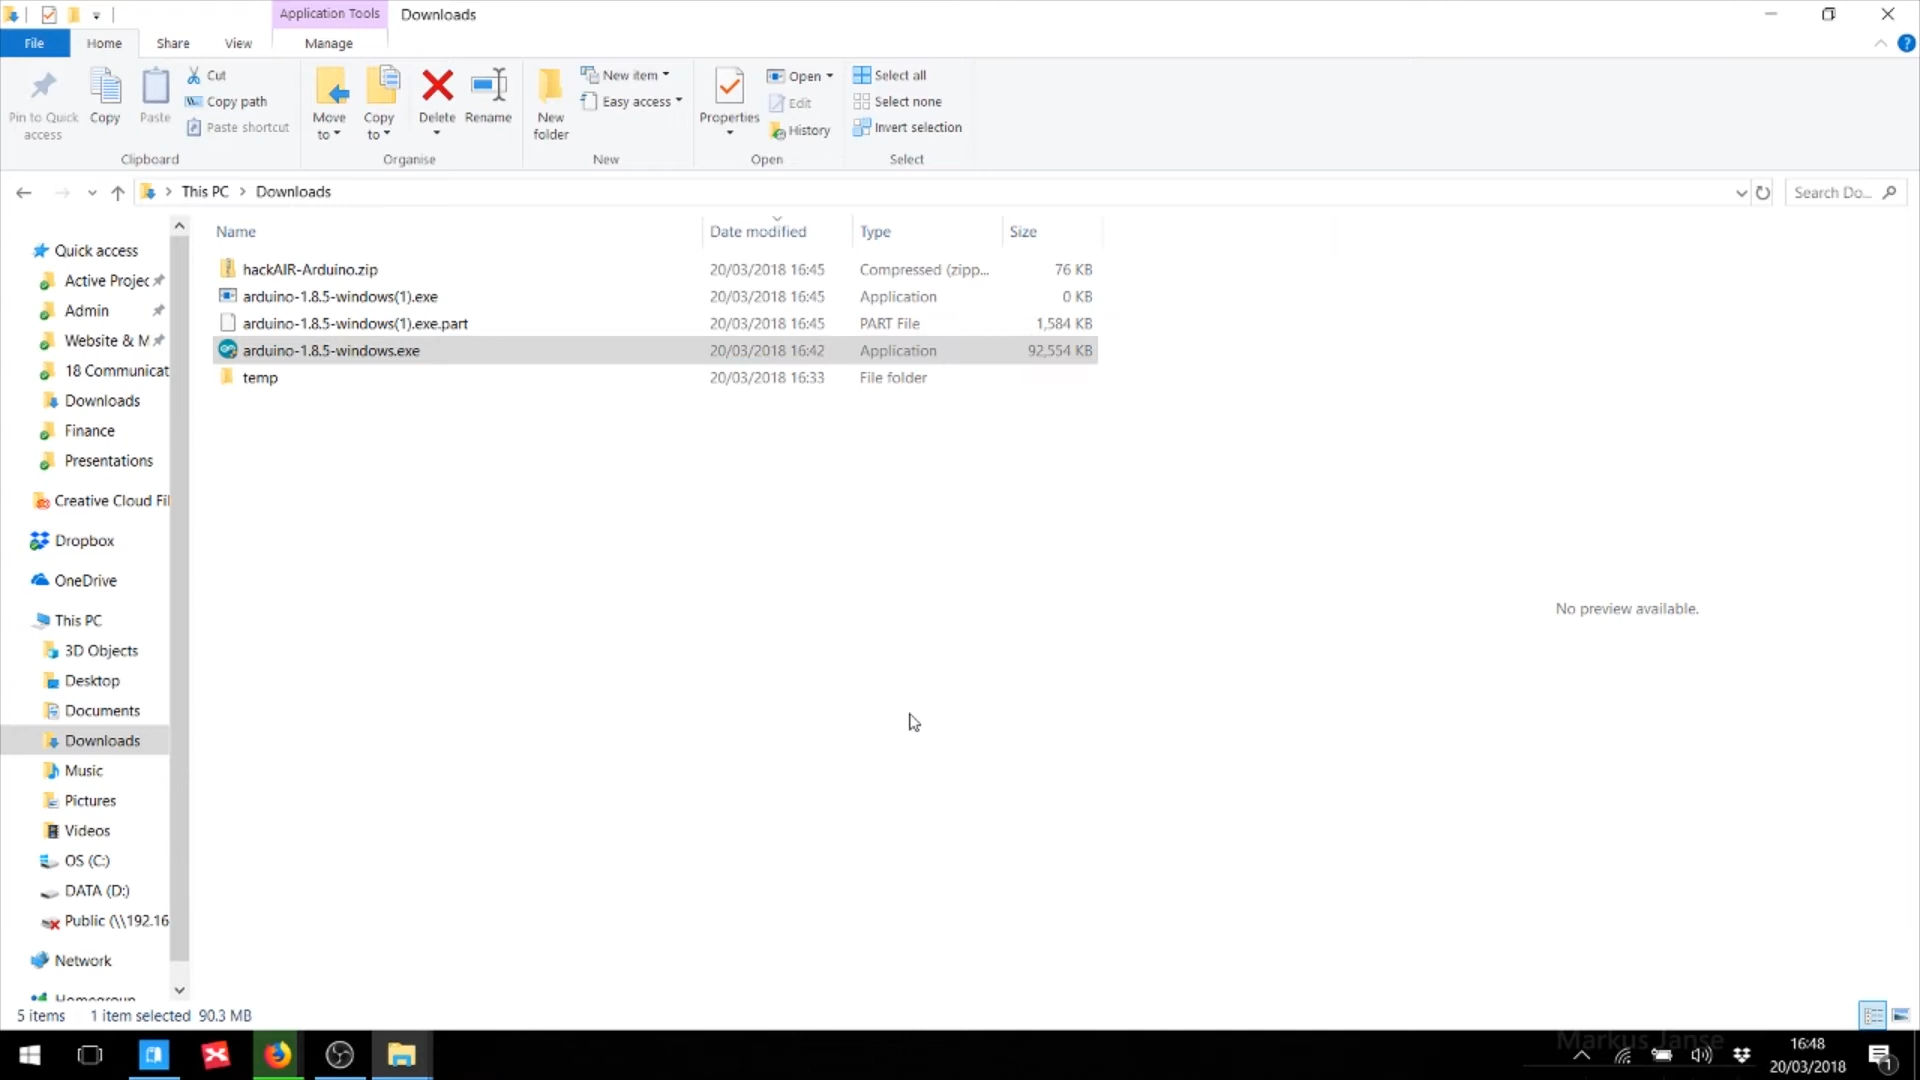 Application Tools
Downloads
File
Home
Share
View
Manage
Pin to Quick access
Copy
Paste
Cut
Copy path
Paste shortcut
Clipboard
Move to
Copy to
Delete
Rename
Organise
New folder
New item
Easy access
New
Properties
Open
Edit
History
Open
Select all
Select none
Invert selection
Select
This PC
Downloads
Search Do...
Name
Date modified
Type
Size
hackAIR-Arduino.zip 20/03/2018 16:45 Compressed (zipp... 76 KB
arduino-1.8.5-windows(1).exe 20/03/2018 16:45 Application 0 KB
arduino-1.8.5-windows(1).exe.part 20/03/2018 16:45 PART File 1,584 KB
arduino-1.8.5-windows.exe 20/03/2018 16:42 Application 92,554 KB
temp 20/03/2018 16:33 File folder
Quick access
Active Projec
Admin
Website & M
18 Communicat
Downloads
Finance
Presentations
Creative Cloud Fil
Dropbox
OneDrive
This PC
3D Objects
Desktop
Documents
Downloads
Music
Pictures
Videos
OS (C:)
DATA (D:)
Public (\\192.16
Network
Homegroup
No preview available.
5 items 1 item selected 90.3 MB
Markus Janse
16:48
20/03/2018
1